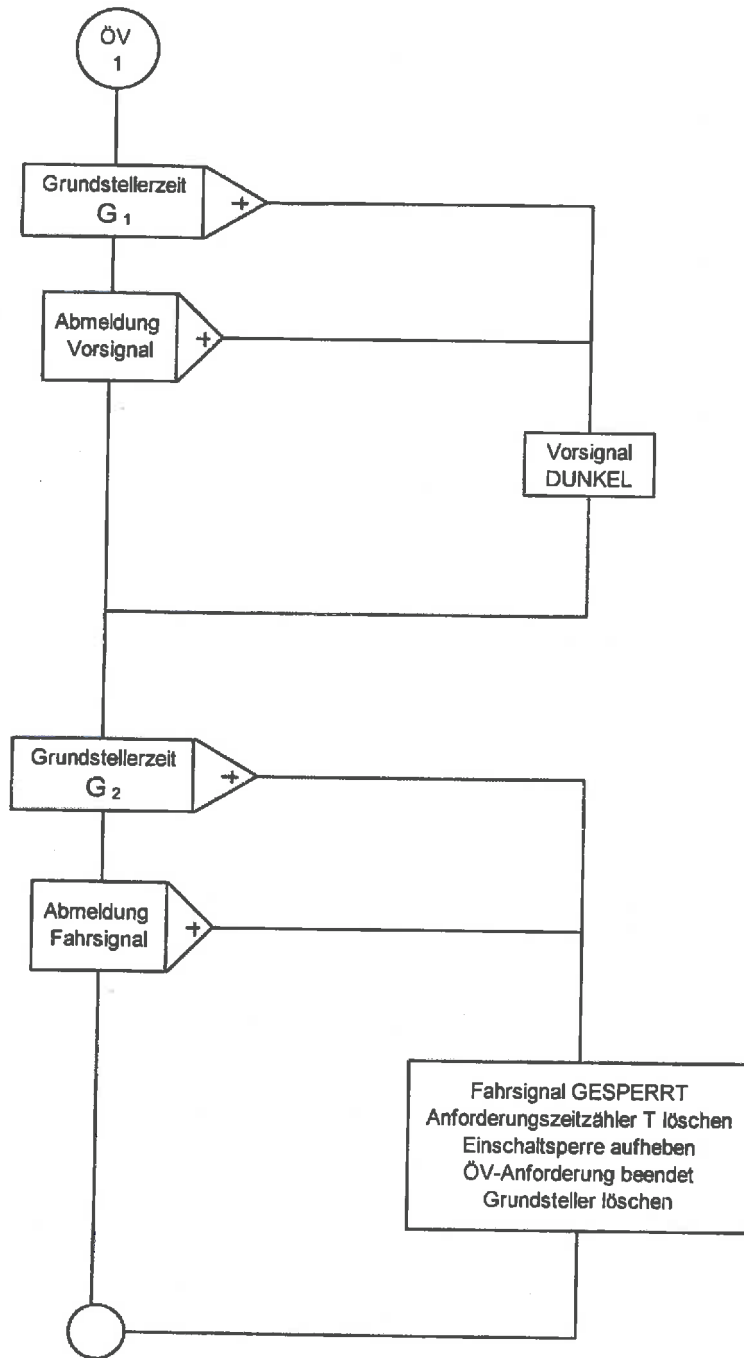 ÖV
1
Grundstellerzeit
G 1
+
Abmeldung
Vorsignal
+
Vorsignal
DUNKEL
Grundstellerzeit
G 2
+
Abmeldung
Fahrsignal
+
Fahrsignal GESPERRT
Anforderungszeitzähler T löschen
Einschaltsperre aufheben
ÖV-Anforderung beendet
Grundsteller löschen